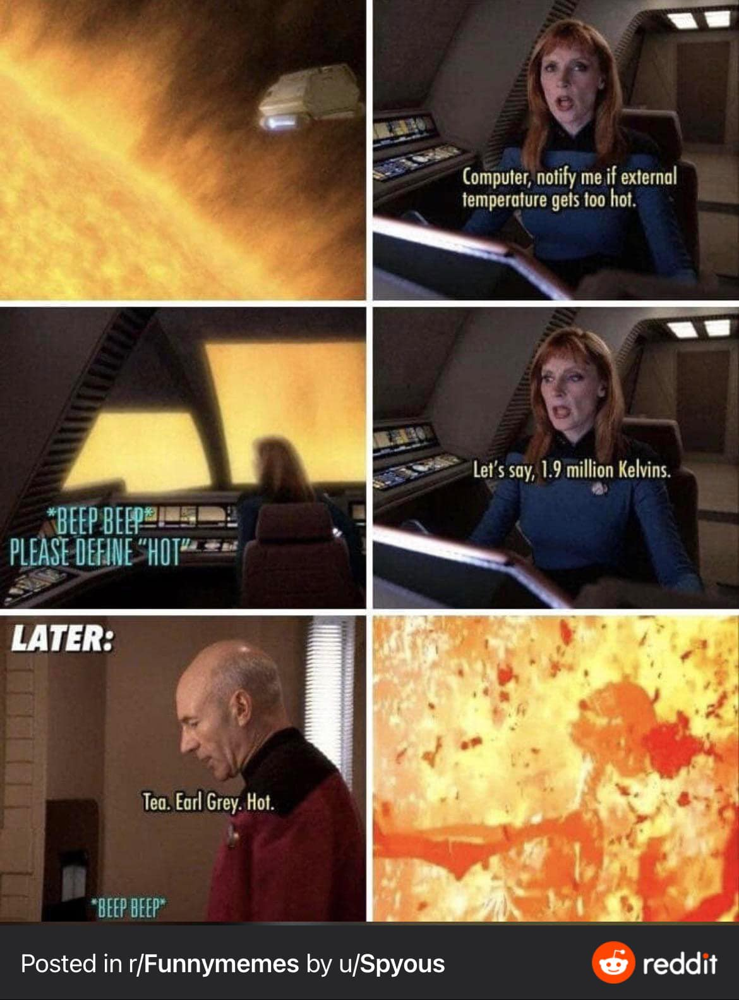 Computer, notify me if external
temperature gets too hot.
*BEEP BEEP*
PLEASE DEFINE "HOT"
Let's say, 1.9 million Kelvins.
LATER:
Tea. Earl Grey. Hot.
*BEEP BEEP*
Posted in r/Funnymemes by u/Spyous
reddit